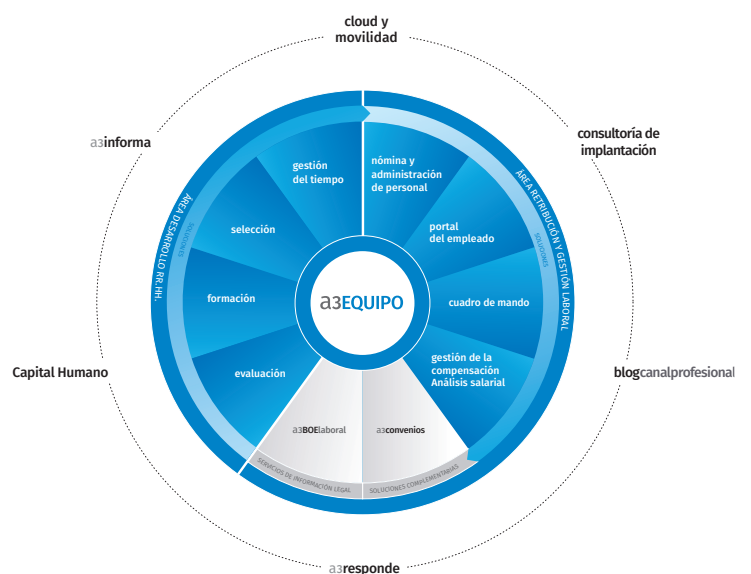 cloud y
movilidad
a3informa
consultoría de
implantación
ÁREA DESARROLLO RR.HH.
SOLUCIONES
ÁREA RETRIBUCIÓN Y GESTIÓN LABORAL
SOLUCIONES
gestión
del tiempo
nómina y
administración
de personal
selección
portal
del empleado
formación
a3EQUIPO
cuadro de mando
evaluación
gestión de la
compensación
Análisis salarial
Capital Humano
blogcanalprofesional
a3BOElaboral
a3convenios
SERVICIOS DE INFORMACIÓN LEGAL
SOLUCIONES COMPLEMENTARIAS
a3responde